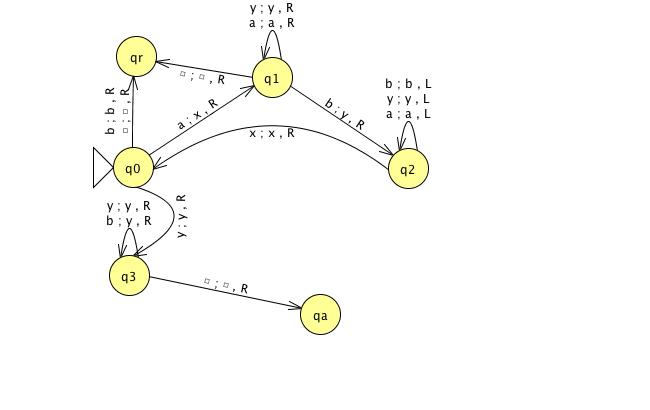 y ; y , R
a ; a , R
qr
□ ; □ , R
q1
b ; b , R
□ ; □ , R
a ; x , R
b ; y , R
b ; b , L
y ; y , L
a ; a , L
x ; x , R
q0
q2
y ; y , R
y ; y , R
b ; y , R
q3
□ ; □ , R
qa